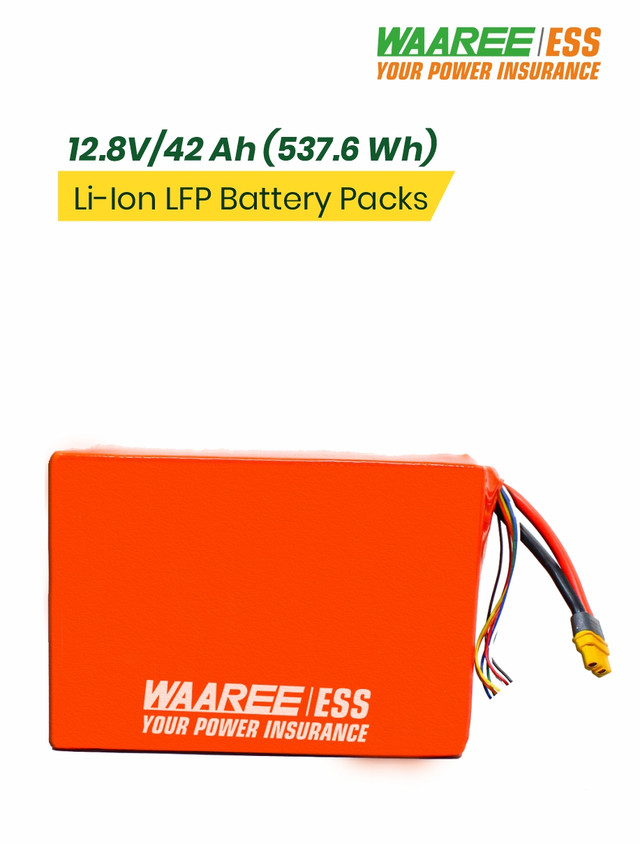 WAAREE | ESS
YOUR POWER INSURANCE
12.8V/42 Ah (537.6 Wh)
Li-Ion LFP Battery Packs
WAAREE | ESS
YOUR POWER INSURANCE